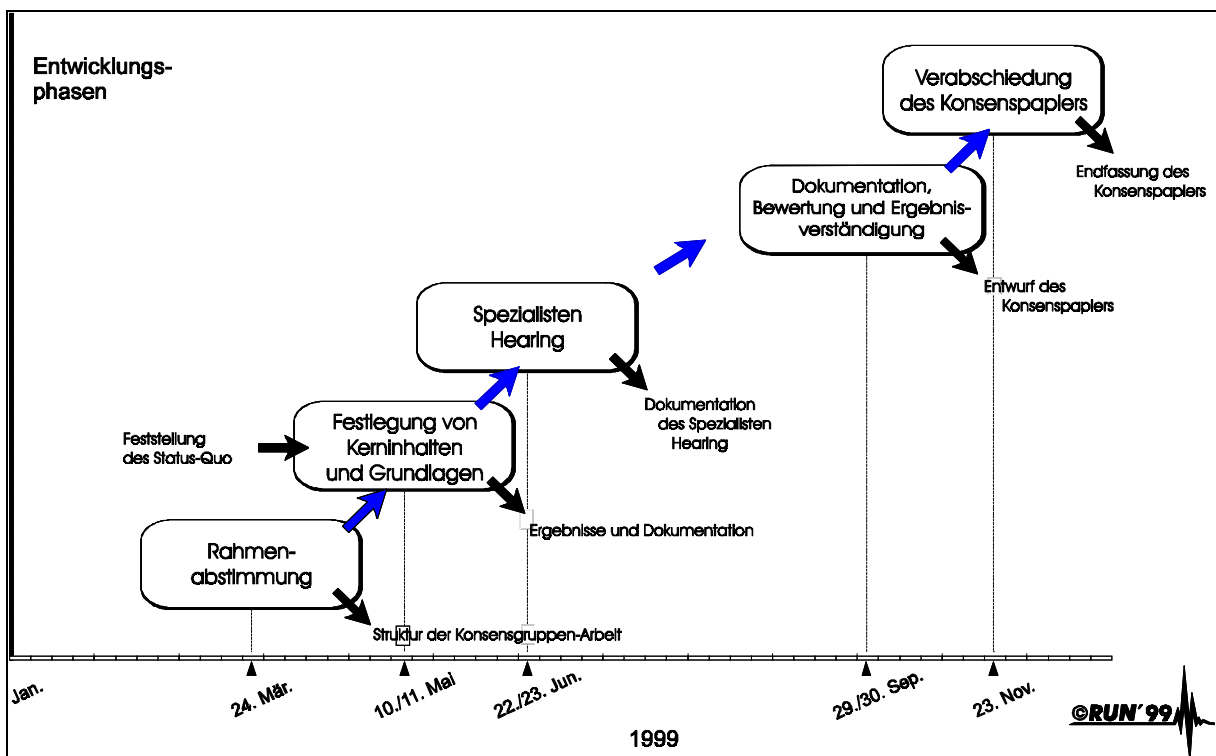 Entwicklungs-
phasen
Verabschiedung
des Konsenspapiers
Endfassung des
Konsenspapiers
Dokumentation,
Bewertung und Ergebnis-
verständigung
Entwurf des
Konsenspapiers
Spezialisten
Hearing
Dokumentation
des Spezialisten
Hearing
Feststellung
des Status-Quo
Festlegung von
Kerninhalten
und Grundlagen
Ergebnisse und Dokumentation
Rahmen-
abstimmung
Struktur der Konsensgruppen-Arbeit
Jan.
24. Mär.
10./11. Mai
22./23. Jun.
29./30. Sep.
23. Nov.
1999
©RUN' 99